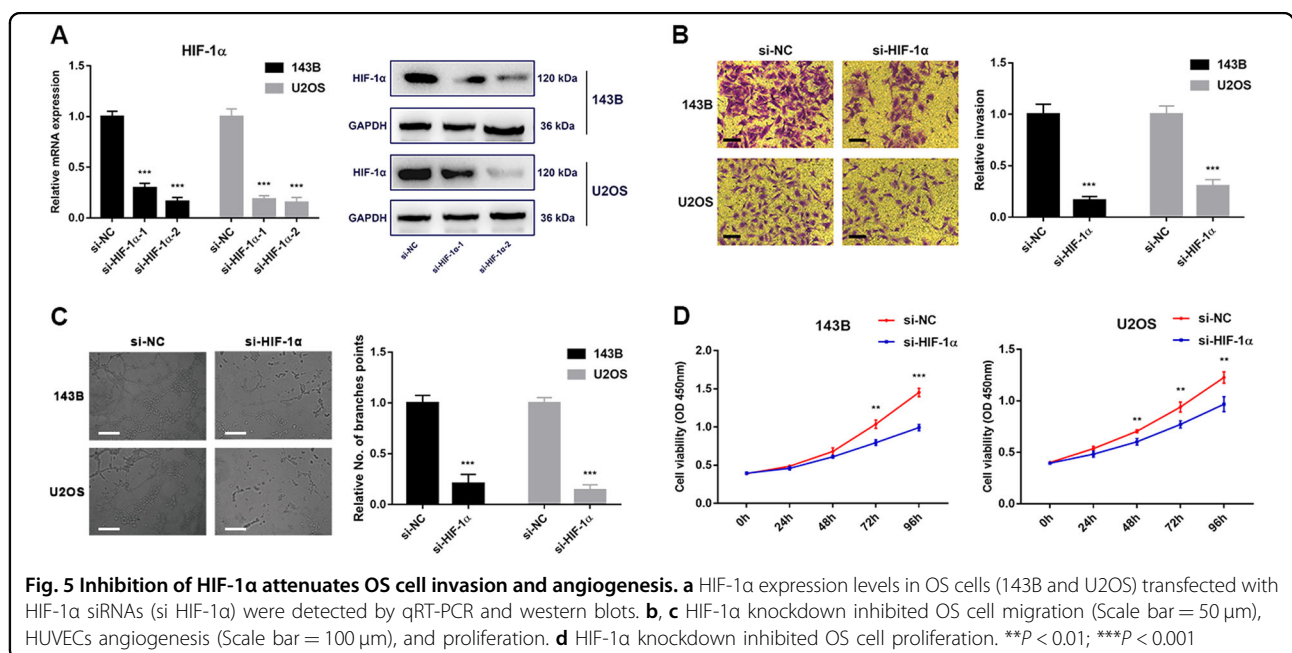 A
HIF-1α
143B
U2OS
Relative mRNA expression
1.5
1.0
0.5
0.0
***
***
***
***
si-NC
si-HIF-1α-1
si-HIF-1α-2
si-NC
si-HIF-1α-1
si-HIF-1α-2
HIF-1α
120 kDa
GAPDH
36 kDa
143B
HIF-1α
120 kDa
GAPDH
36 kDa
U2OS
si-NC
si-HIF-1α-1
si-HIF-1α-2
B
si-NC
si-HIF-1α
143B
U2OS
143B
U2OS
Relative invasion
1.5
1.0
0.5
0.0
***
***
si-NC
si-HIF-1α
si-NC
si-HIF-1α
C
si-NC
si-HIF-1α
143B
U2OS
143B
U2OS
Relative No. of branches points
1.5
1.0
0.5
0.0
***
***
si-NC
si-HIF-1α
si-NC
si-HIF-1α
D
143B
si-NC
si-HIF-1α
Cell viability (OD 450nm)
2.0
1.5
1.0
0.5
0.0
**
***
0h
24h
48h
72h
96h
U2OS
si-NC
si-HIF-1α
Cell viability (OD 450nm)
1.5
1.0
0.5
0.0
**
**
**
0h
24h
48h
72h
96h
Fig. 5 Inhibition of HIF-1α attenuates OS cell invasion and angiogenesis. a HIF-1α expression levels in OS cells (143B and U2OS) transfected with
HIF-1α siRNAs (si HIF-1α) were detected by qRT-PCR and western blots. b, c HIF-1α knockdown inhibited OS cell migration (Scale bar = 50 μm),
HUVECs angiogenesis (Scale bar = 100 μm), and proliferation. d HIF-1α knockdown inhibited OS cell proliferation. **P < 0.01; ***P < 0.001